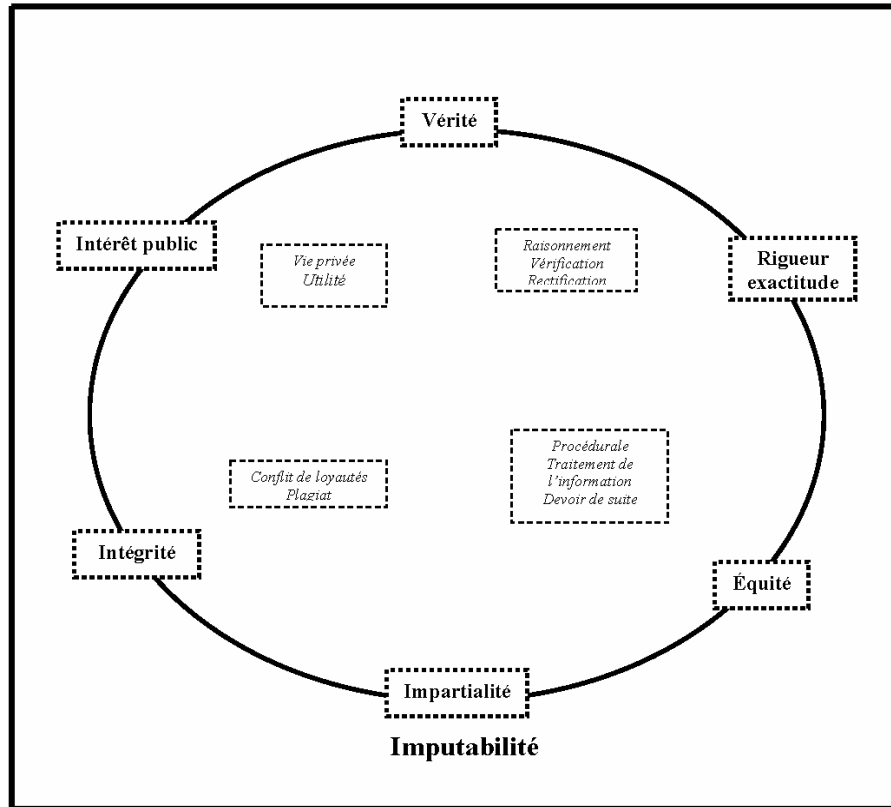 Vérité
Intérêt public
Rigueur
exactitude
Vie privée
Utilité
Raisonnement
Vérification
Rectification
Conflit de loyautés
Plagiat
Procédurale
Traitement de
l'information
Devoir de suite
Intégrité
Équité
Impartialité
Imputabilité